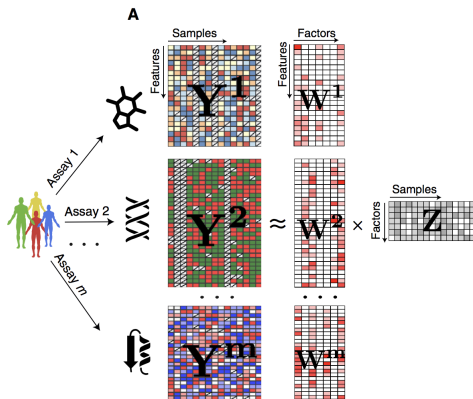 A
Samples
Features
Y¹
Factors
Features
W¹
Assay 1
Assay 2
. . .
Assay m
Y²
≈
W²
×
Samples
Factors
Z
. . .
. . .
Yᵐ
Wᵐ